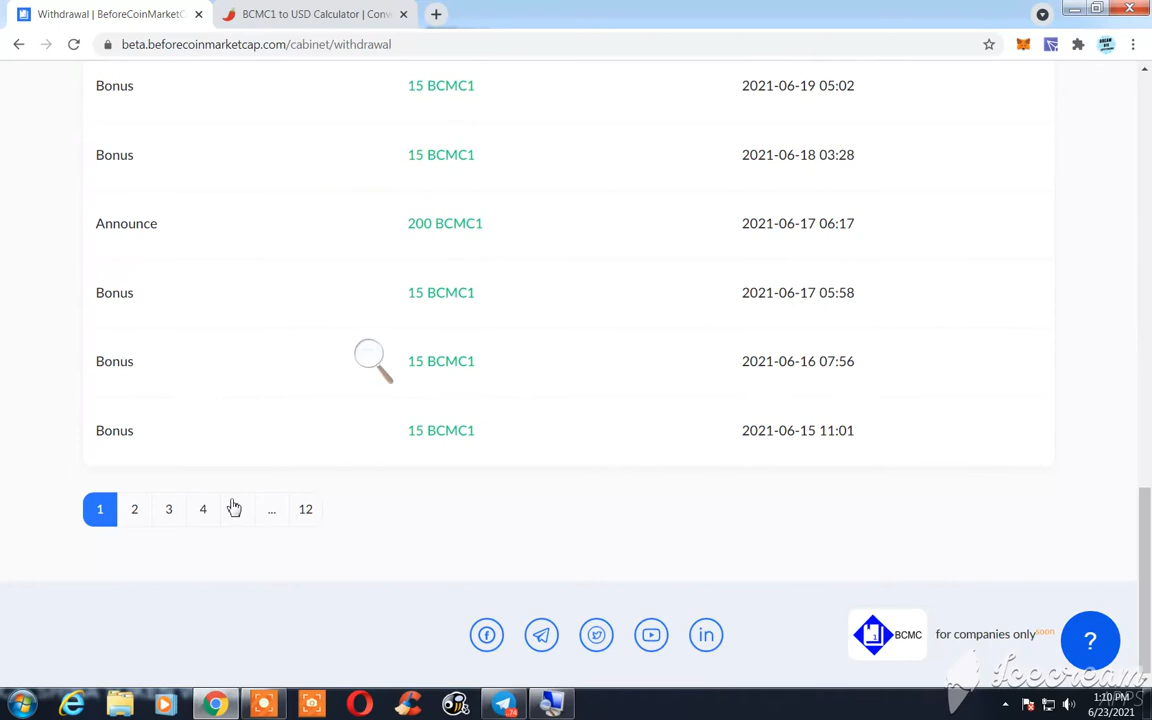 Withdrawal | BeforeCoinMarketC
BCMC1 to USD Calculator | Conv
beta.beforecoinmarketcap.com/cabinet/withdrawal
Bonus 15 BCMC1 2021-06-19 05:02
Bonus 15 BCMC1 2021-06-18 03:28
Announce 200 BCMC1 2021-06-17 06:17
Bonus 15 BCMC1 2021-06-17 05:58
Bonus 15 BCMC1 2021-06-16 07:56
Bonus 15 BCMC1 2021-06-15 11:01
1 2 3 4 ... 12
BCMC for companies only soon
?
Icecream
APPS
74
1:10 PM
6/23/2021